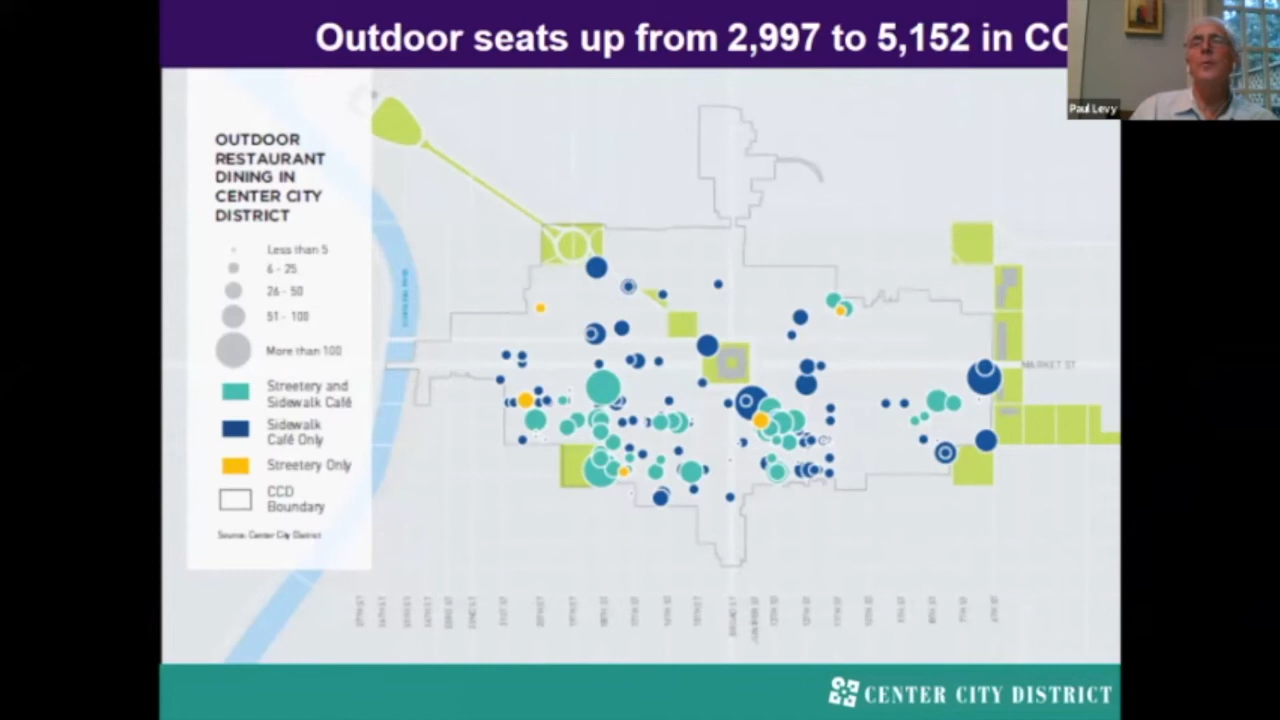 Outdoor seats up from 2,997 to 5,152 in CC
Paul Levy
OUTDOOR
RESTAURANT
DINING IN
CENTER CITY
DISTRICT
Less than 5
6 - 25
26 - 50
51 - 100
More than 100
Streetery and
Sidewalk Café
Sidewalk
Café Only
Streetery Only
CCD
Boundary
Source: Center City District
MARKET ST
CENTER CITY DISTRICT